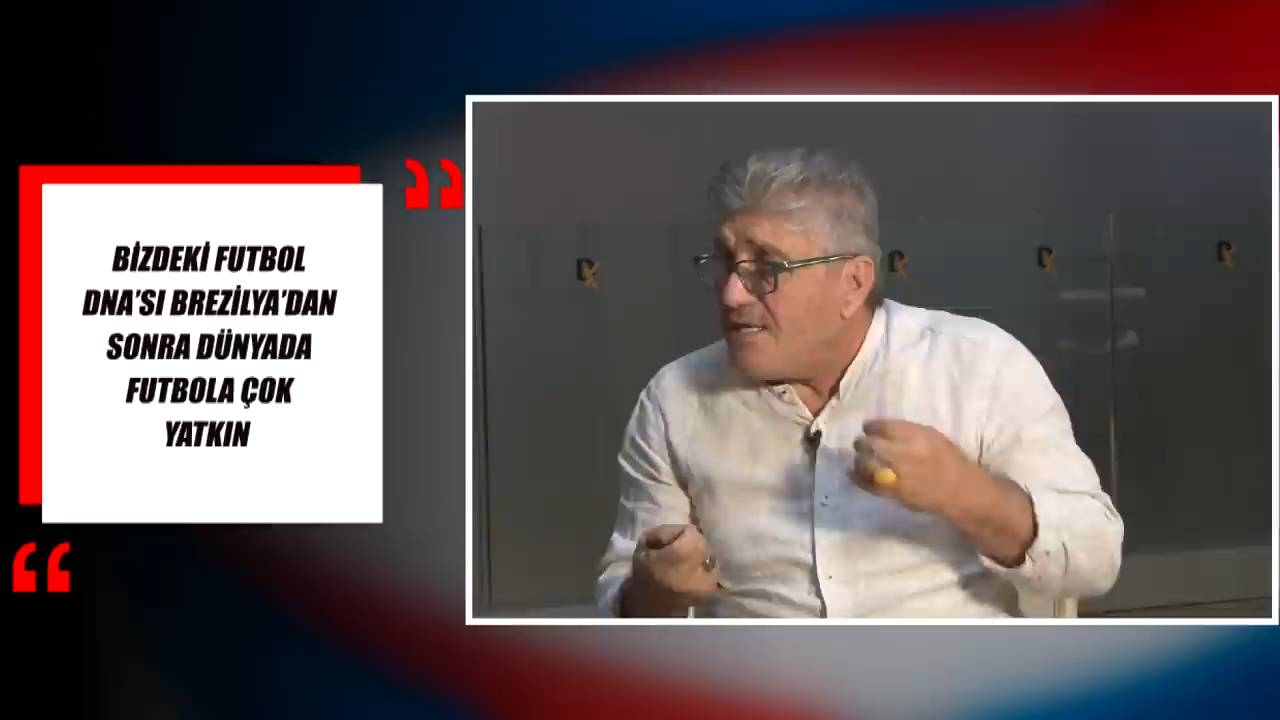 BİZDEKİ FUTBOL
DNA'SI BREZİLYA'DAN
SONRA DÜNYADA
FUTBOLA ÇOK
YATKIN